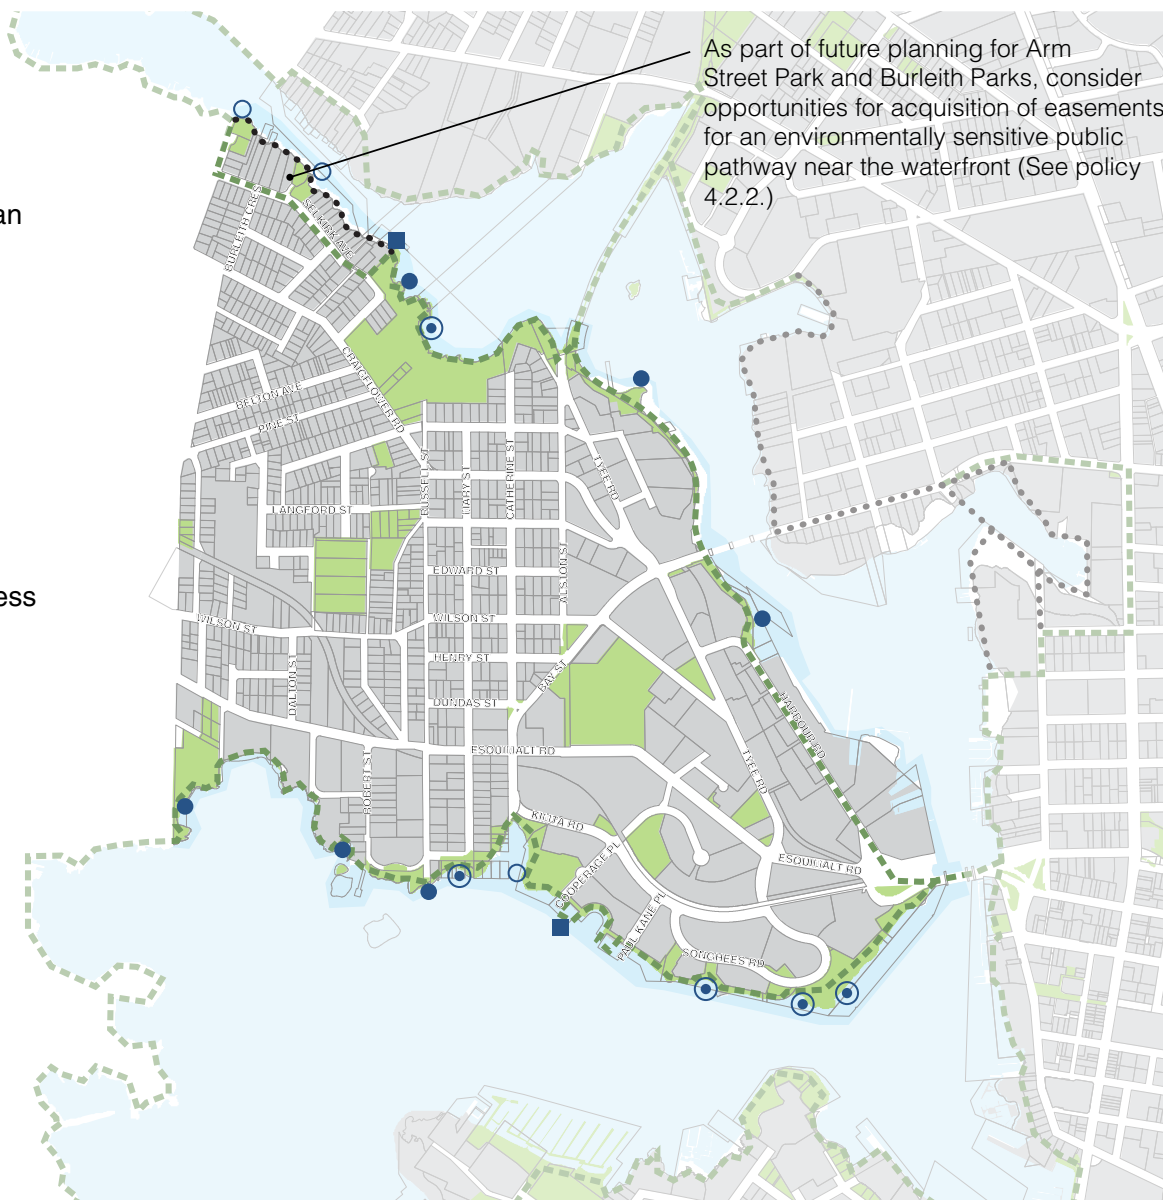 As part of future planning for Arm
Street Park and Burleith Parks, consider
opportunities for acquisition of easements
for an environmentally sensitive public
pathway near the waterfront (See policy
4.2.2.)
an
ess
BURLEITH CRES
SELKIRK AVE
CRAIGFLOWER RD
BELTON AVE
PINE ST
RUSSELL ST
MARY ST
CATHERINE ST
TYEE RD
LANGFORD ST
EDWARD ST
ALSTON ST
WILSON ST
WILSON ST
HENRY ST
BAY ST
DALTON ST
DUNDAS ST
HARBOUR RD
ESQUIMALT RD
TYEE RD
ROBERT ST
KIMTA RD
COOPERAGE PL
ESQUIMALT RD
PAUL KANE PL
SONGHEES RD